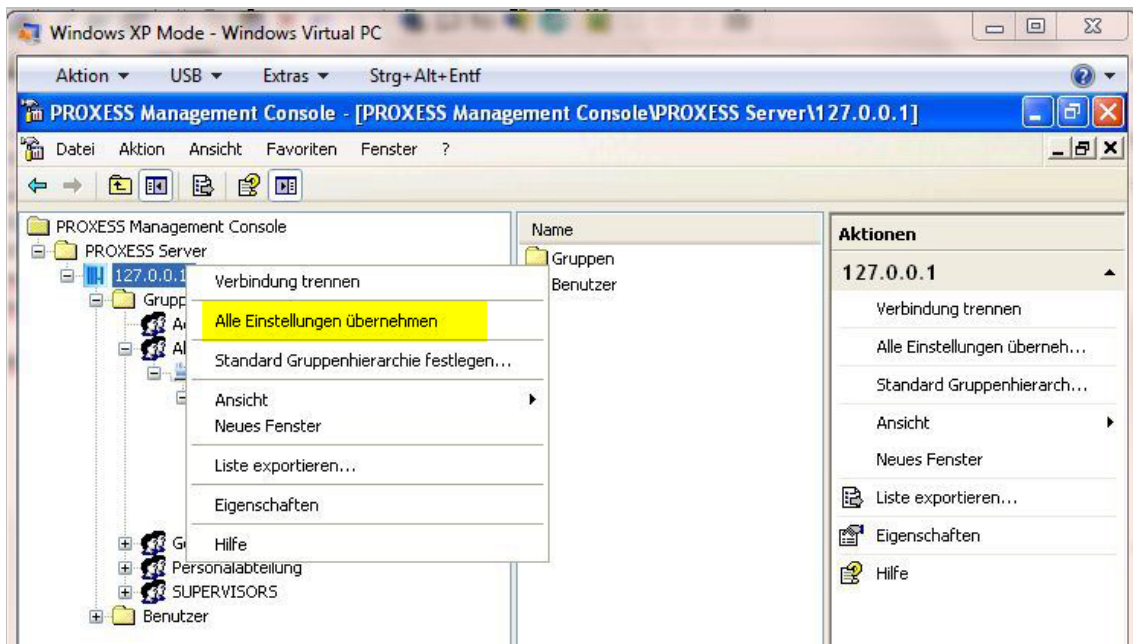 Windows XP Mode - Windows Virtual PC
Aktion USB Extras Strg+Alt+Entf
PROXESS Management Console - [PROXESS Management Console\PROXESS Server\127.0.0.1]
Datei Aktion Ansicht Favoriten Fenster ?
PROXESS Management Console
PROXESS Server
127.0.0.1
Grupp
Personalabteilung
SUPERVISORS
Benutzer
Verbindung trennen
Alle Einstellungen übernehmen
Standard Gruppenhierarchie festlegen...
Ansicht
Neues Fenster
Liste exportieren...
Eigenschaften
Hilfe
Name
Gruppen
Benutzer
Aktionen
127.0.0.1
Verbindung trennen
Alle Einstellungen überneh...
Standard Gruppenhierarch...
Ansicht
Neues Fenster
Liste exportieren...
Eigenschaften
Hilfe